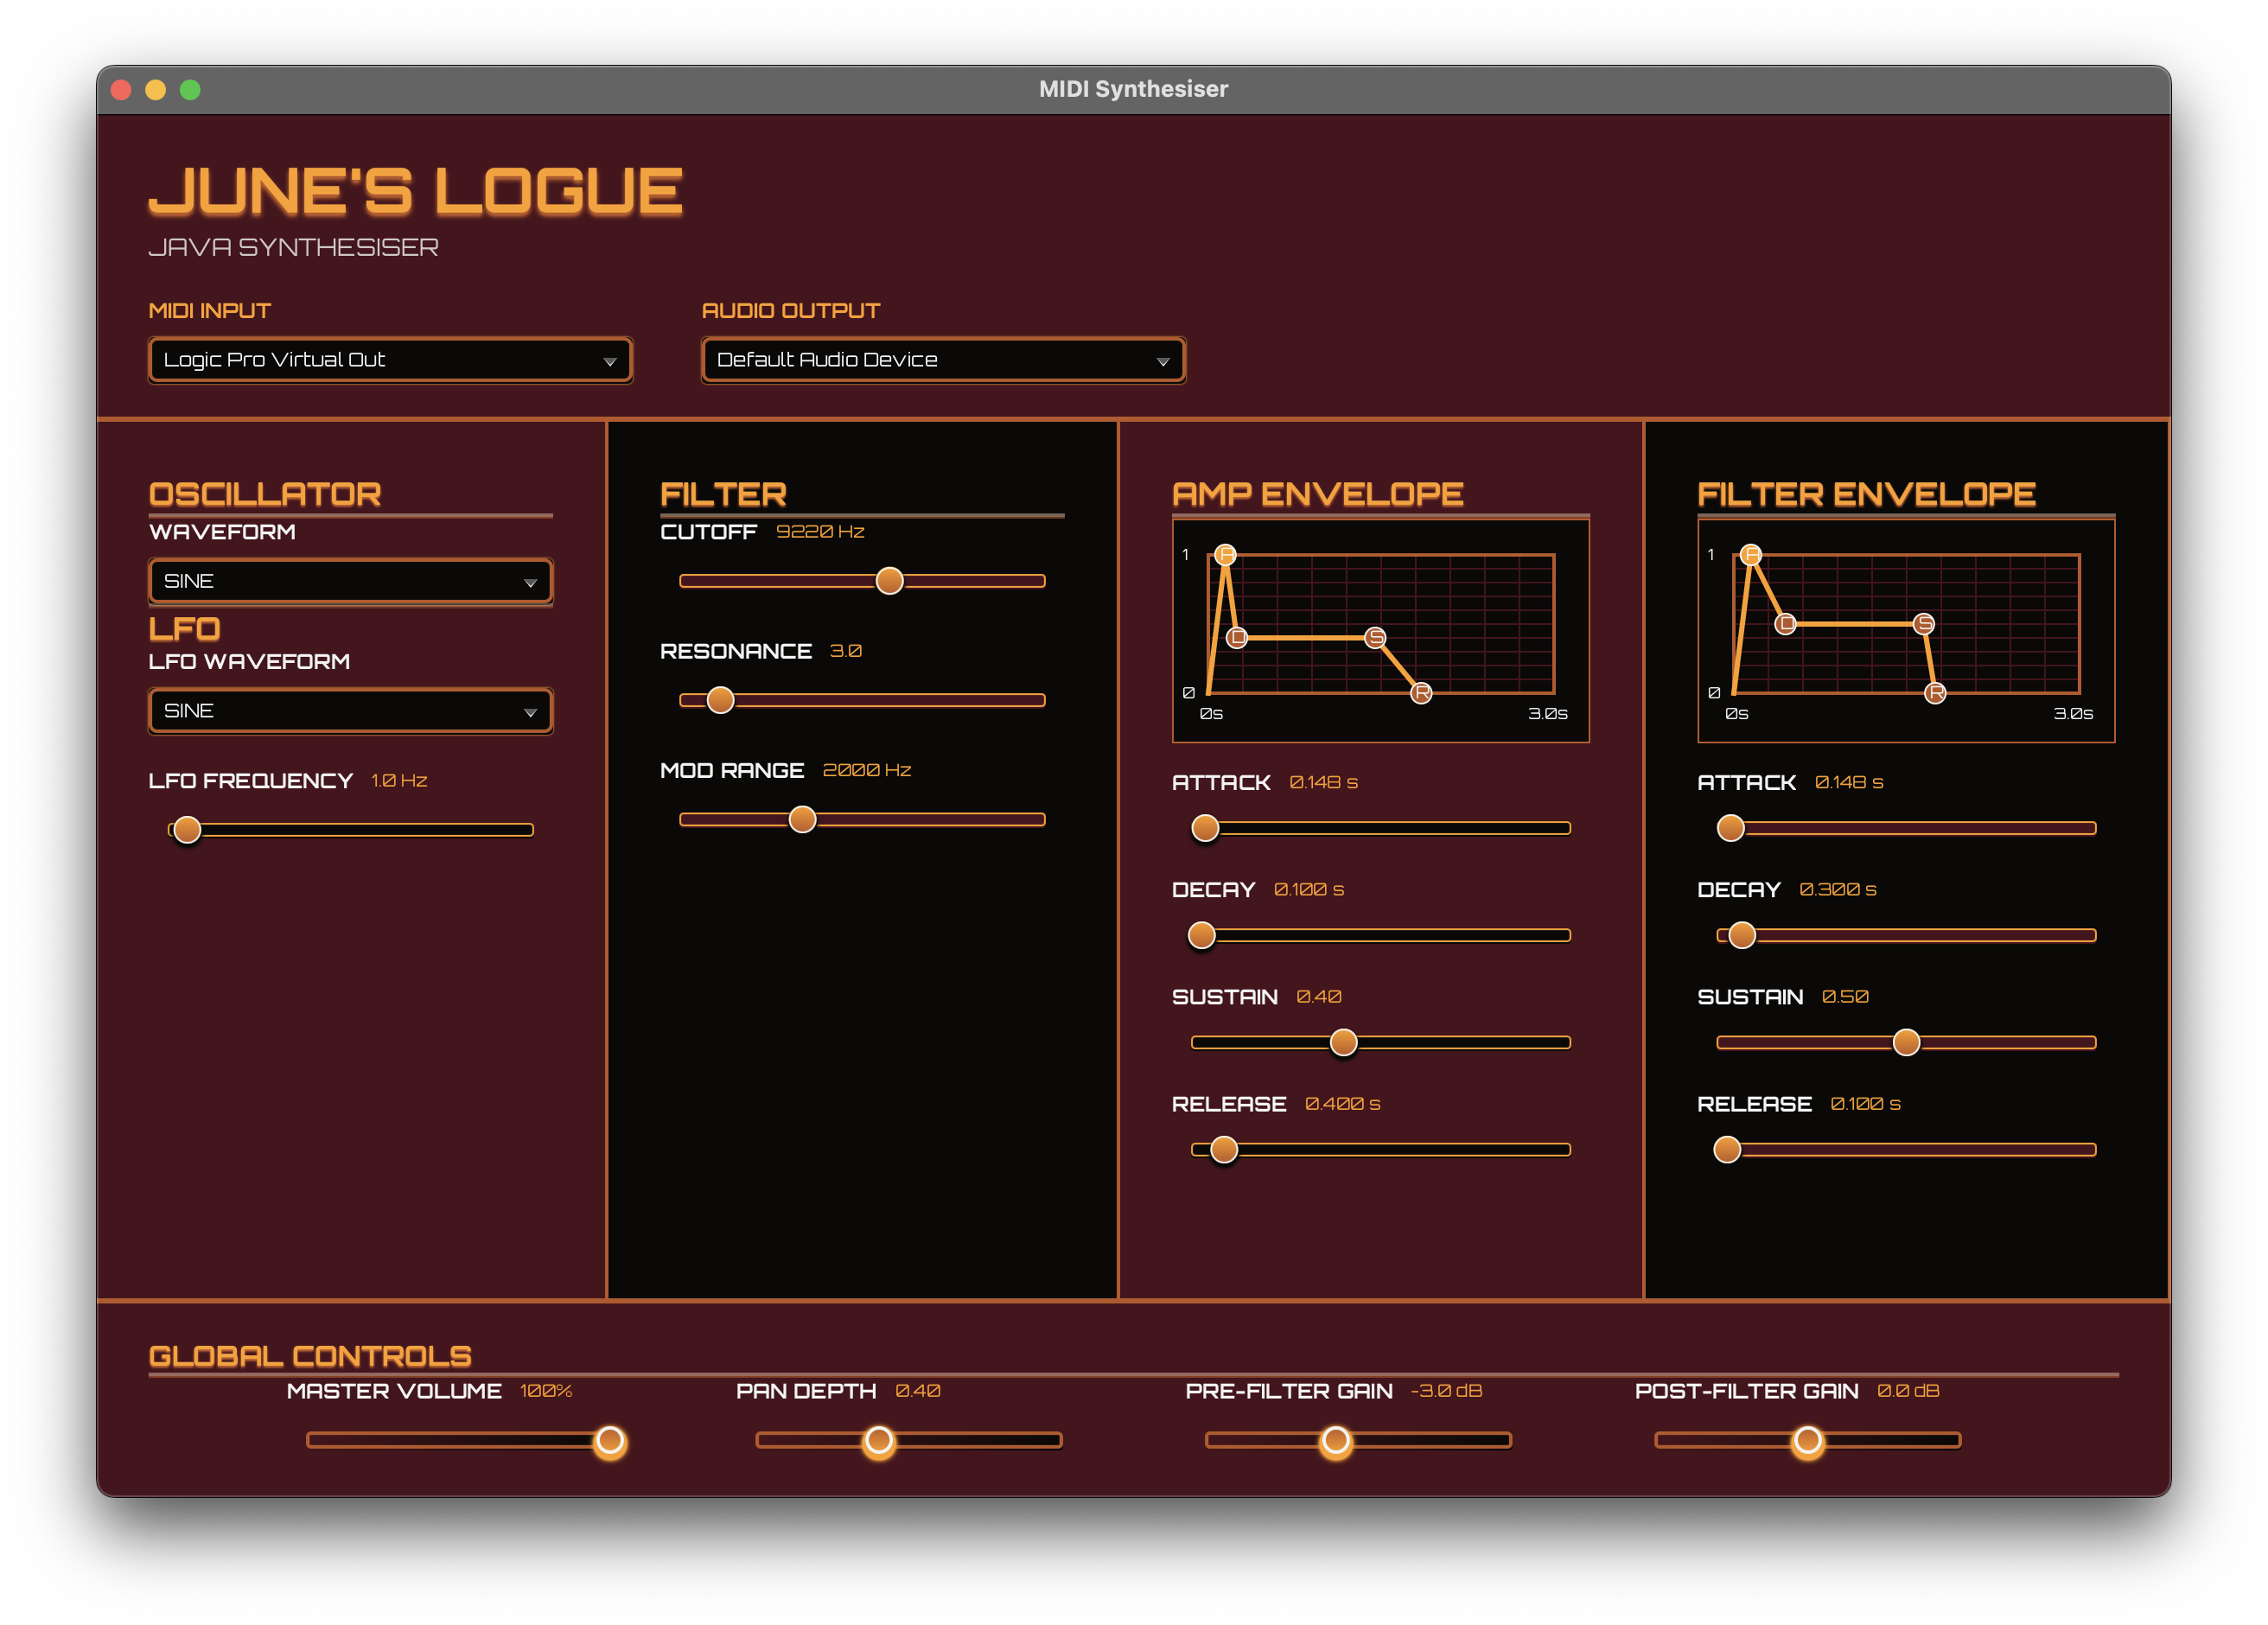 MIDI Synthesiser
JUNE'S LOGUE
JAVA SYNTHESISER
MIDI INPUT
Logic Pro Virtual Out
AUDIO OUTPUT
Default Audio Device
OSCILLATOR
WAVEFORM
SINE
LFO
LFO WAVEFORM
SINE
LFO FREQUENCY 1.0 Hz
FILTER
CUTOFF 9220 Hz
RESONANCE 3.0
MOD RANGE 2000 Hz
AMP ENVELOPE
1
A
D
S
R
0
0s
3.0s
ATTACK 0.148 s
DECAY 0.100 s
SUSTAIN 0.40
RELEASE 0.400 s
FILTER ENVELOPE
1
A
D
S
R
0
0s
3.0s
ATTACK 0.148 s
DECAY 0.300 s
SUSTAIN 0.50
RELEASE 0.100 s
GLOBAL CONTROLS
MASTER VOLUME 100%
PAN DEPTH 0.40
PRE-FILTER GAIN -3.0 dB
POST-FILTER GAIN 0.0 dB